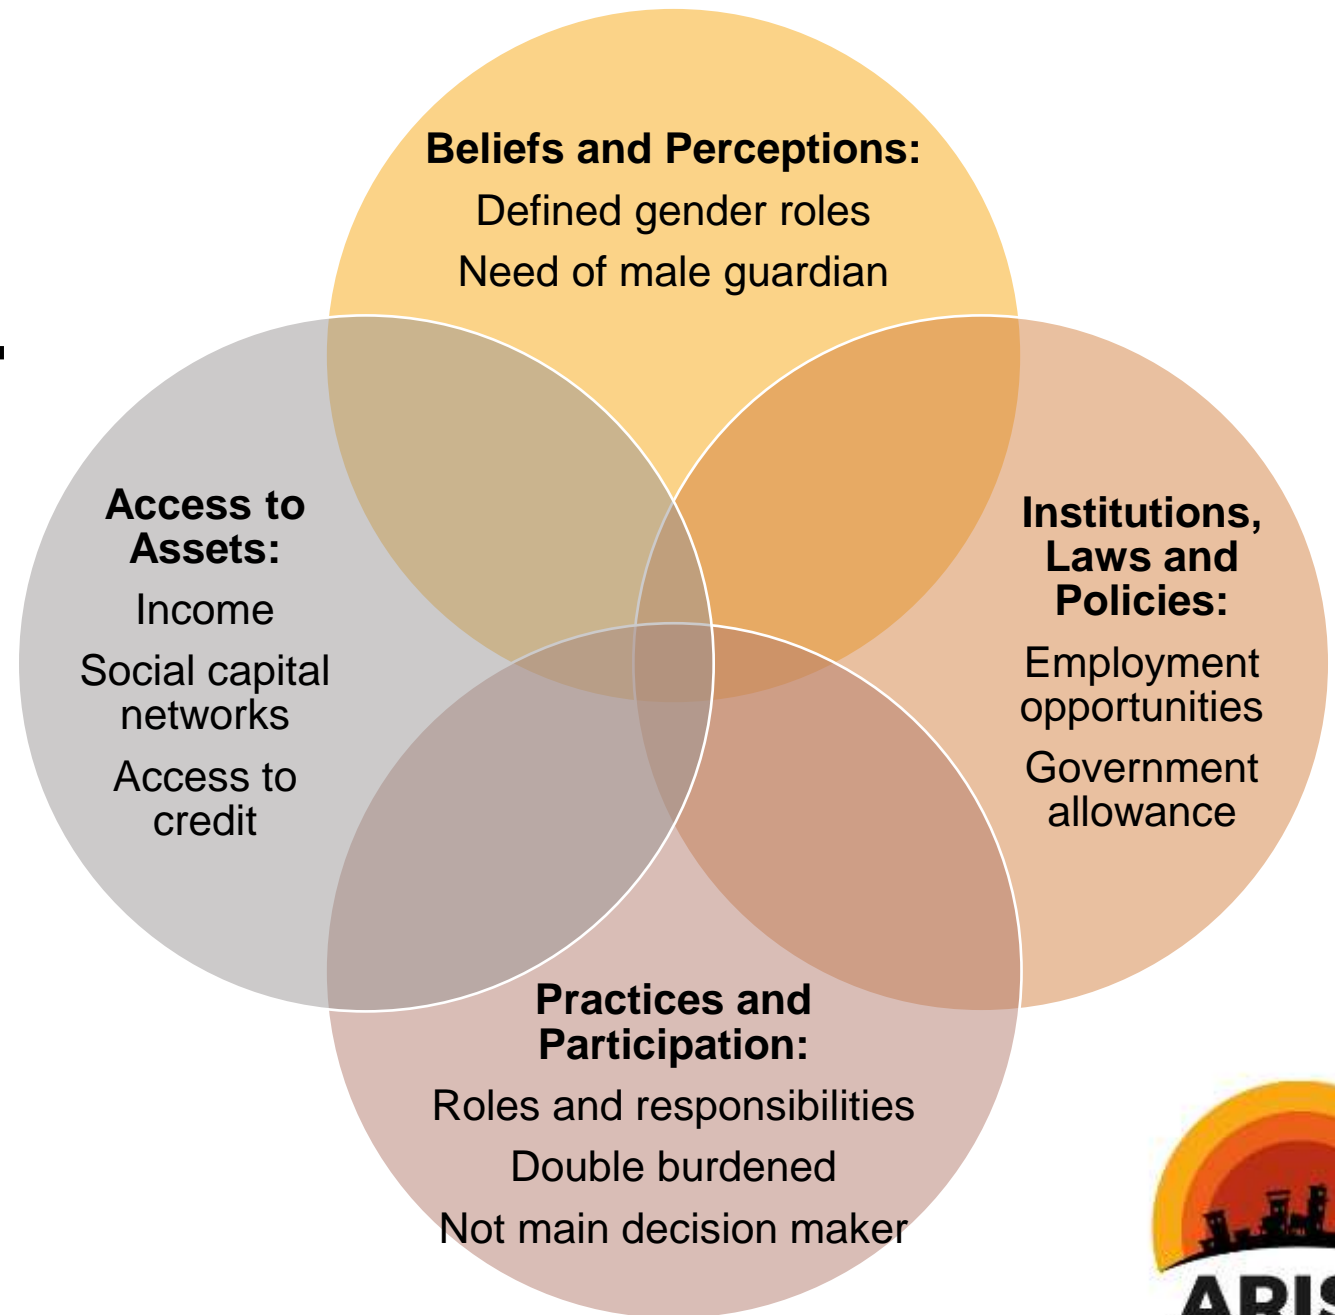 Beliefs and Perceptions:
Defined gender roles
Need of male guardian
Access to
Assets:
Income
Social capital
networks
Access to
credit
Institutions,
Laws and
Policies:
Employment
opportunities
Government
allowance
Practices and
Participation:
Roles and responsibilities
Double burdened
Not main decision maker